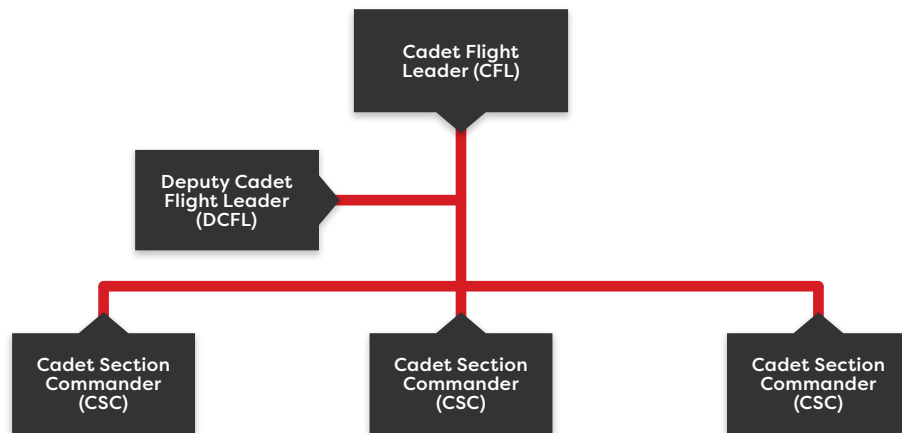 Cadet Flight
Leader (CFL)
Deputy Cadet
Flight Leader
(DCFL)
Cadet Section
Commander
(CSC)
Cadet Section
Commander
(CSC)
Cadet Section
Commander
(CSC)